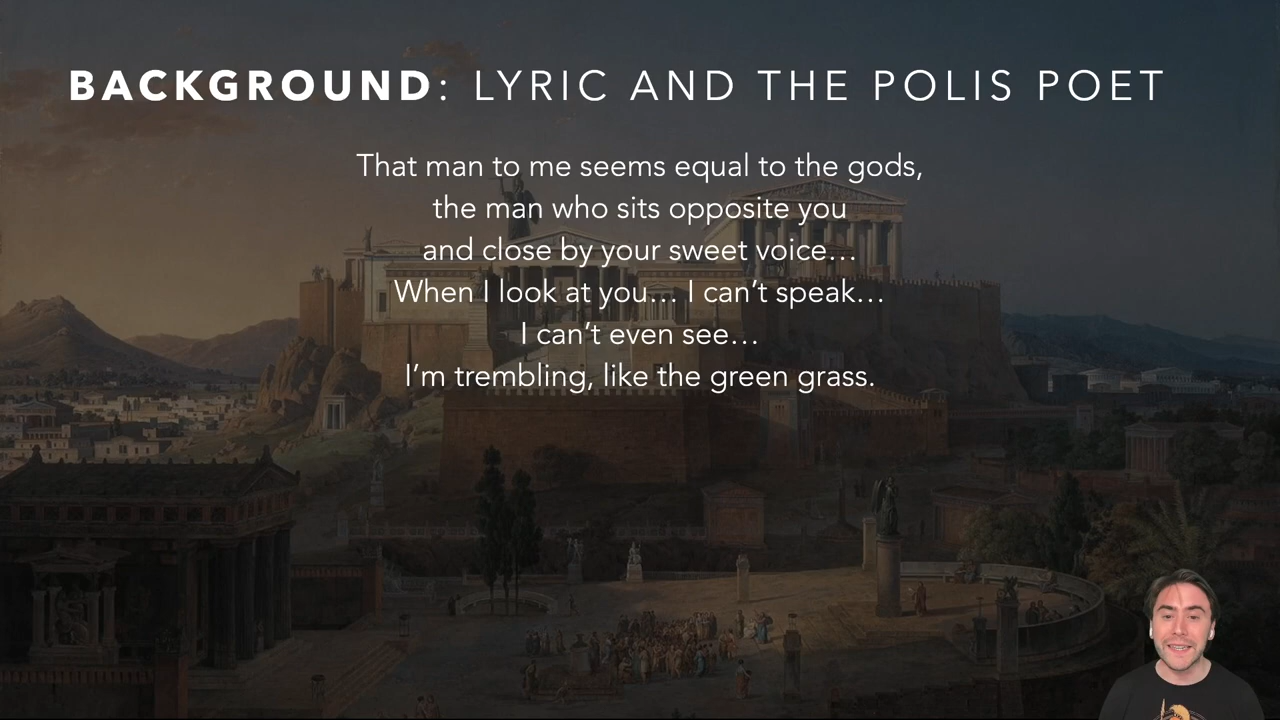 BACKGROUND: LYRIC AND THE POLIS POET
That man to me seems equal to the gods,
the man who sits opposite you
and close by your sweet voice…
When I look at you… I can’t speak…
I can’t even see…
I’m trembling, like the green grass.